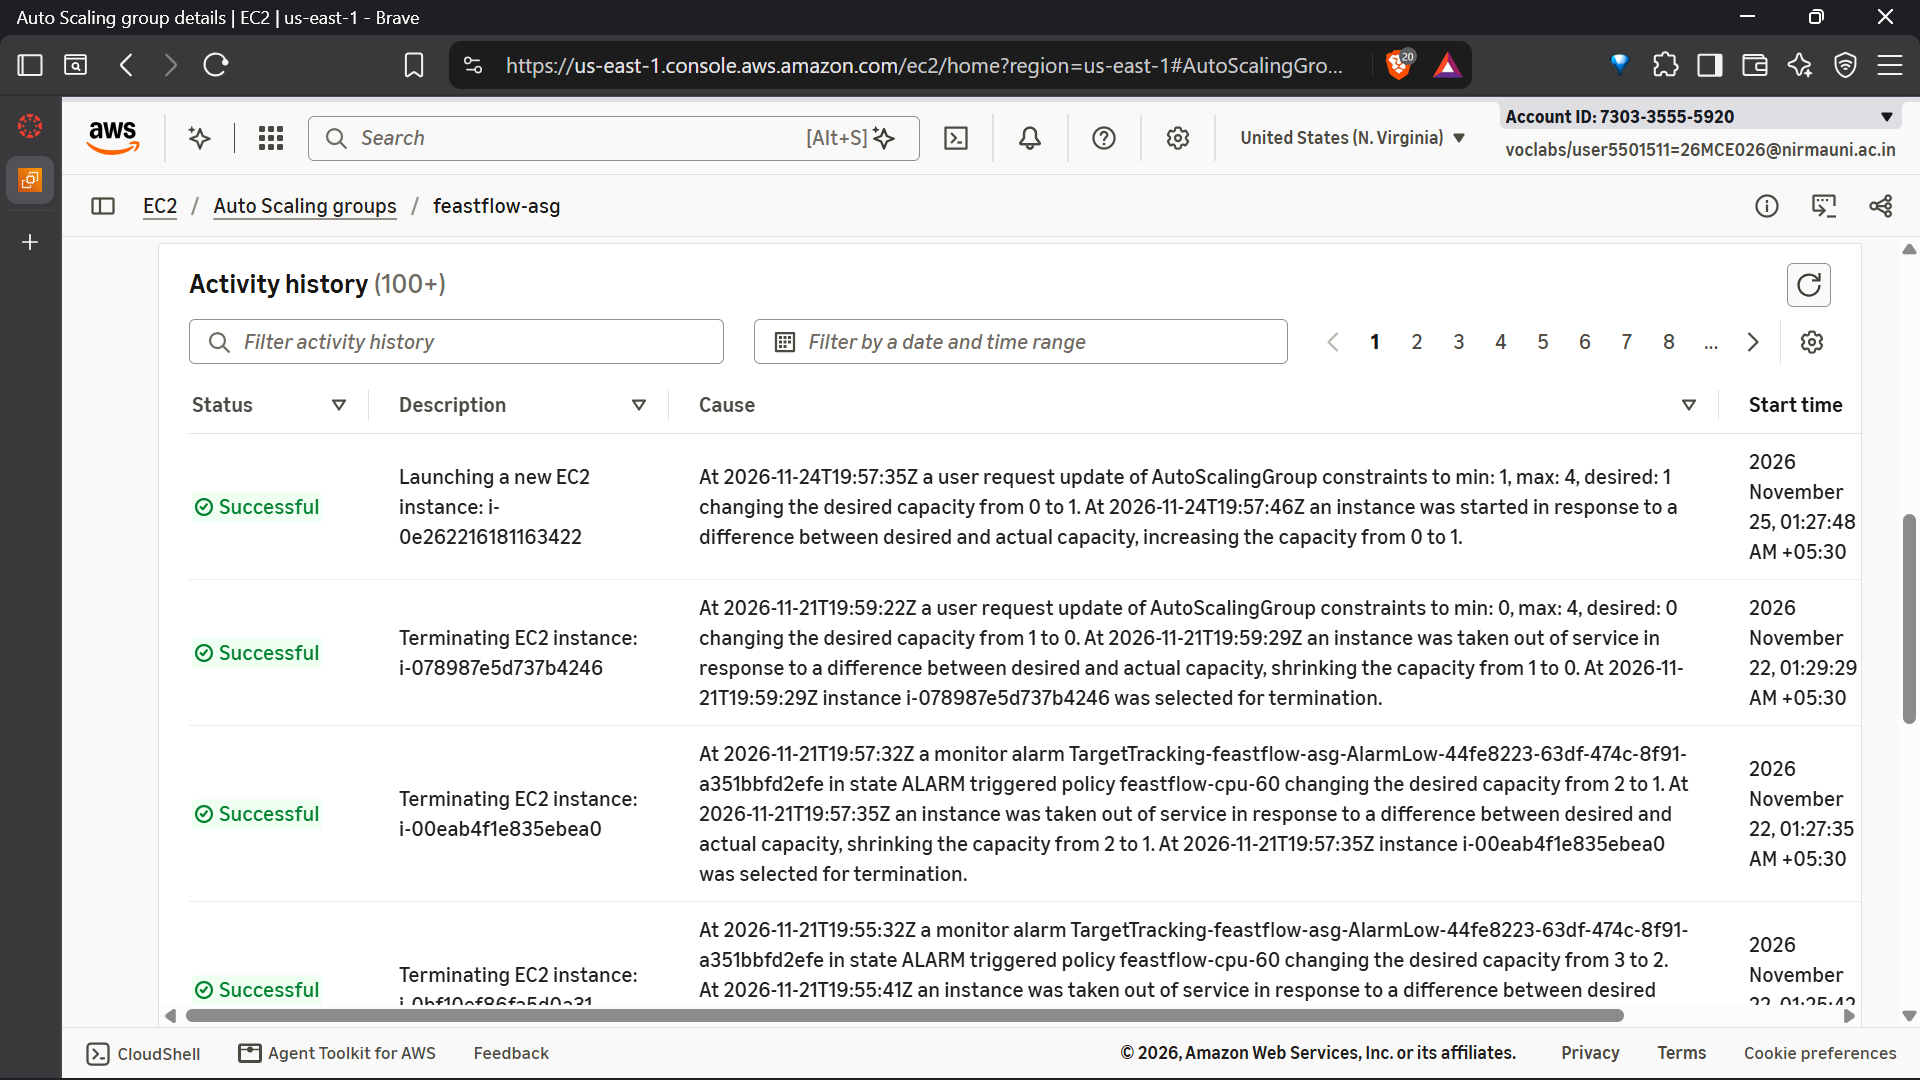 Auto Scaling group details | EC2 | us-east-1 - Brave
https://us-east-1.console.aws.amazon.com/ec2/home?region=us-east-1#AutoScalingGro...
20
aws
Search
[Alt+S]
United States (N. Virginia)
Account ID: 7303-3555-5920
voclabs/user5501511=26MCE026@nirmauni.ac.in
EC2 / Auto Scaling groups / feastflow-asg
Activity history (100+)
Filter activity history
Filter by a date and time range
1 2 3 4 5 6 7 8 ...
Status
Description
Cause
Start time
Successful
Launching a new EC2
instance: i-
0e262216181163422
At 2026-11-24T19:57:35Z a user request update of AutoScalingGroup constraints to min: 1, max: 4, desired: 1
changing the desired capacity from 0 to 1. At 2026-11-24T19:57:46Z an instance was started in response to a
difference between desired and actual capacity, increasing the capacity from 0 to 1.
2026
November
25, 01:27:48
AM +05:30
Successful
Terminating EC2 instance:
i-078987e5d737b4246
At 2026-11-21T19:59:22Z a user request update of AutoScalingGroup constraints to min: 0, max: 4, desired: 0
changing the desired capacity from 1 to 0. At 2026-11-21T19:59:29Z an instance was taken out of service in
response to a difference between desired and actual capacity, shrinking the capacity from 1 to 0. At 2026-11-
21T19:59:29Z instance i-078987e5d737b4246 was selected for termination.
2026
November
22, 01:29:29
AM +05:30
Successful
Terminating EC2 instance:
i-00eab4f1e835ebea0
At 2026-11-21T19:57:32Z a monitor alarm TargetTracking-feastflow-asg-AlarmLow-44fe8223-63df-474c-8f91-
a351bbfd2efe in state ALARM triggered policy feastflow-cpu-60 changing the desired capacity from 2 to 1. At
2026-11-21T19:57:35Z an instance was taken out of service in response to a difference between desired and
actual capacity, shrinking the capacity from 2 to 1. At 2026-11-21T19:57:35Z instance i-00eab4f1e835ebea0
was selected for termination.
2026
November
22, 01:27:35
AM +05:30
Successful
Terminating EC2 instance:
i-0bf10ef86fa5d0a31
At 2026-11-21T19:55:32Z a monitor alarm TargetTracking-feastflow-asg-AlarmLow-44fe8223-63df-474c-8f91-
a351bbfd2efe in state ALARM triggered policy feastflow-cpu-60 changing the desired capacity from 3 to 2.
At 2026-11-21T19:55:41Z an instance was taken out of service in response to a difference between desired
2026
November
22, 01:25:42
CloudShell
Agent Toolkit for AWS
Feedback
© 2026, Amazon Web Services, Inc. or its affiliates.
Privacy
Terms
Cookie preferences